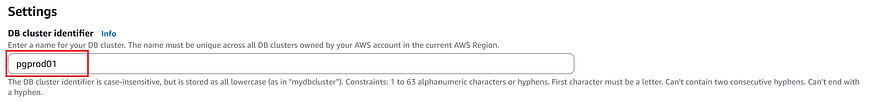 Settings
DB cluster identifier Info
Enter a name for your DB cluster. The name must be unique across all DB clusters owned by your AWS account in the current AWS Region.
pgprod01
The DB cluster identifier is case-insensitive, but is stored as all lowercase (as in "mydbcluster"). Constraints: 1 to 63 alphanumeric characters or hyphens. First character must be a letter. Can't contain two consecutive hyphens. Can't end with
a hyphen.